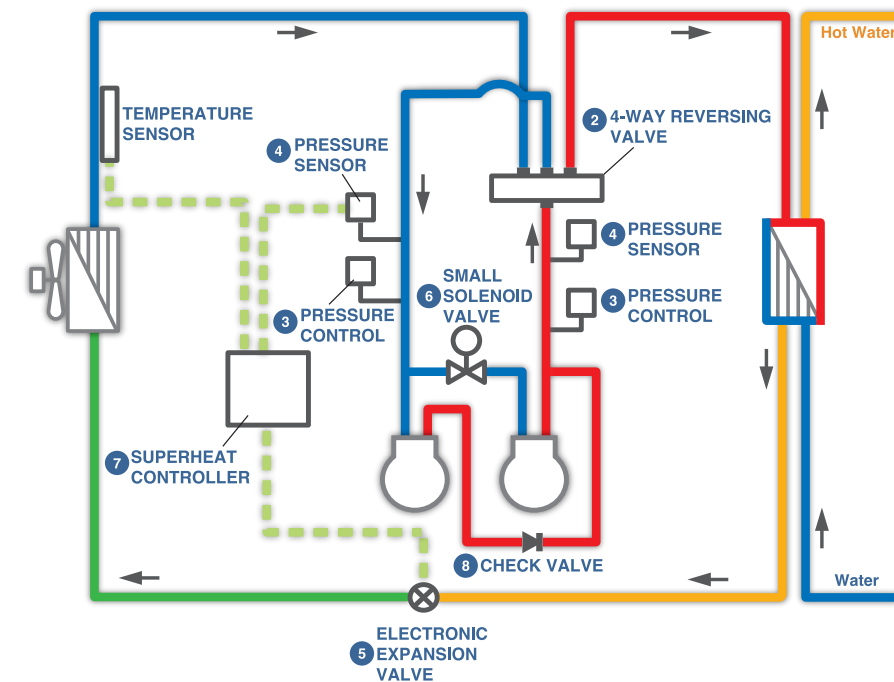 Hot Water
2 4-WAY REVERSING
VALVE
TEMPERATURE
SENSOR
4 PRESSURE
SENSOR
4 PRESSURE
SENSOR
6 SMALL
SOLENOID
VALVE
3 PRESSURE
CONTROL
3 PRESSURE
CONTROL
7 SUPERHEAT
CONTROLLER
8 CHECK VALVE
Water
5 ELECTRONIC
EXPANSION
VALVE